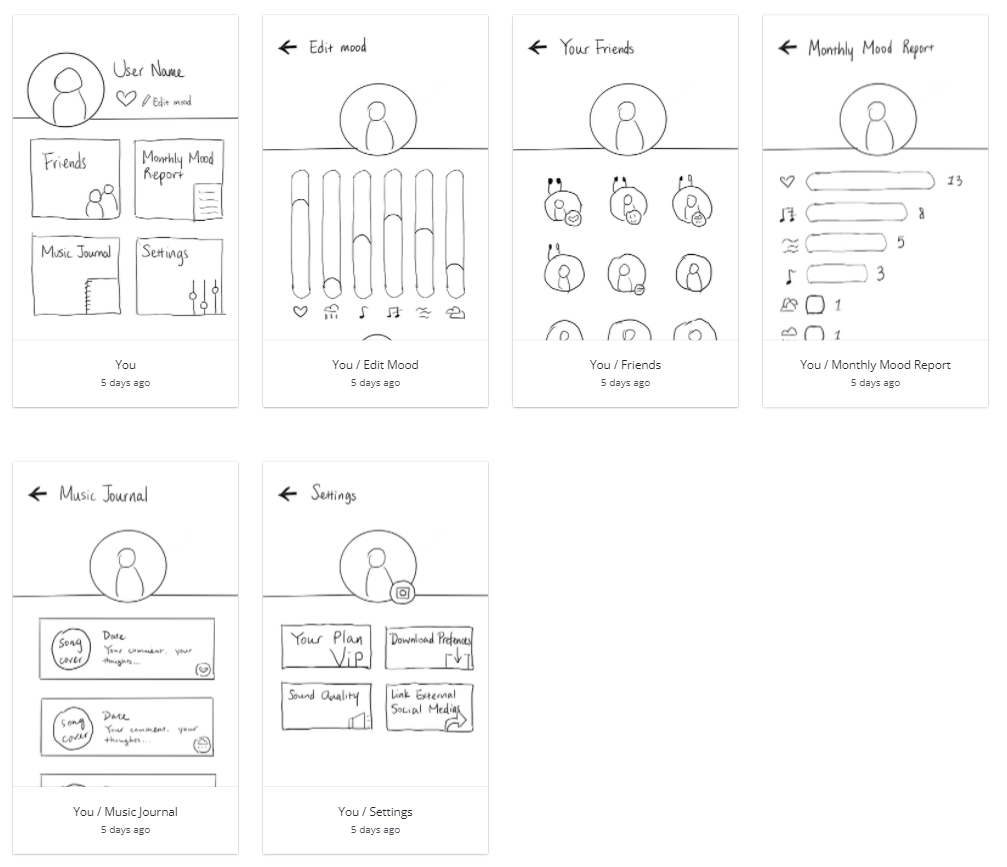 User Name
Edit mood
Friends
Monthly Mood
Report
Music Journal
Settings
You
5 days ago
Edit mood
You / Edit Mood
5 days ago
Your Friends
You / Friends
5 days ago
Monthly Mood Report
13
8
5
3
1
1
You / Monthly Mood Report
5 days ago
Music Journal
Song
cover
Date
Your comment, your
thoughts...
Song
cover
Date
Your comment, your
thoughts...
You / Music Journal
5 days ago
Settings
Your Plan
ViP
Download Prefences
Sound Quality
Link External
Social Medias
You / Settings
5 days ago